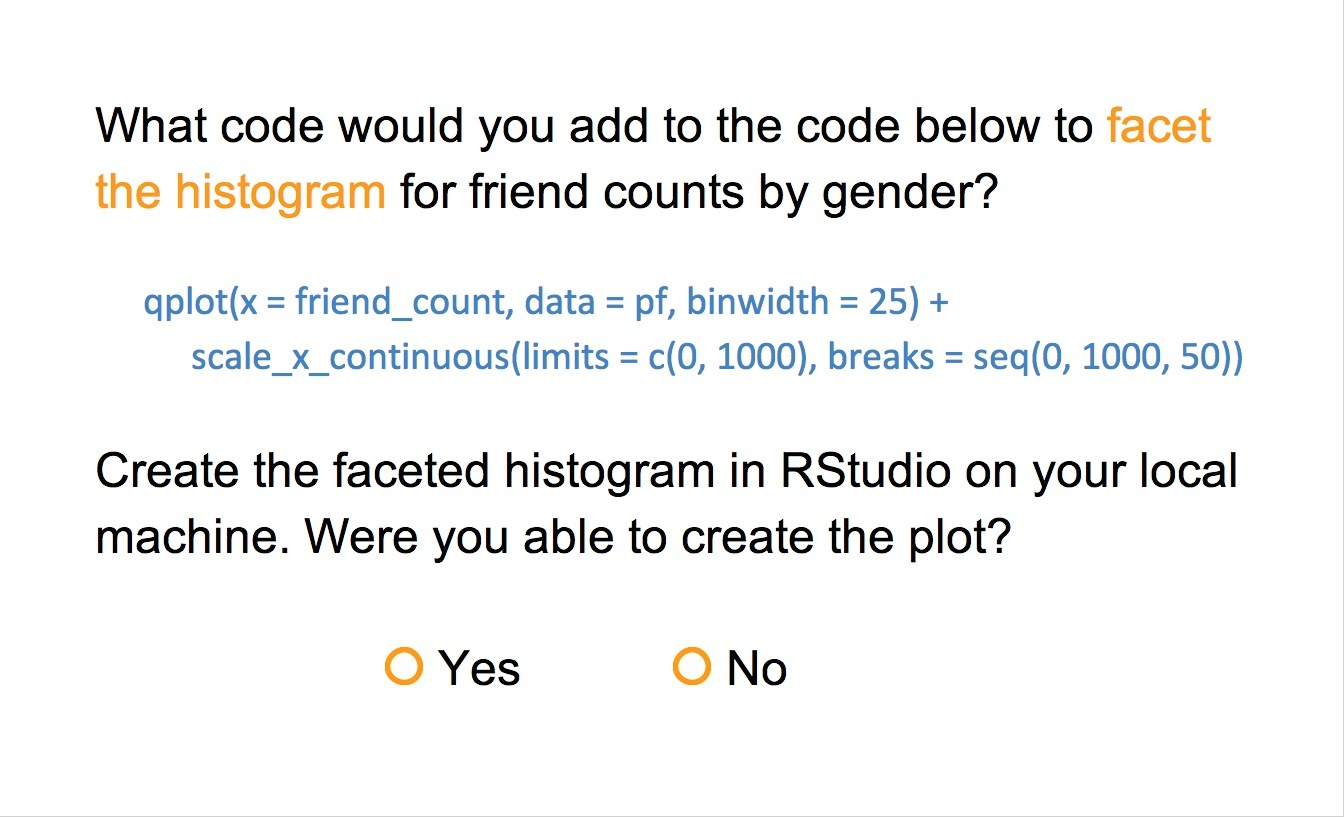 What code would you add to the code below to facet
the histogram for friend counts by gender?
qplot(x = friend_count, data = pf, binwidth = 25) +
scale_x_continuous(limits = c(0, 1000), breaks = seq(0, 1000, 50))
Create the faceted histogram in RStudio on your local
machine. Were you able to create the plot?
Yes No